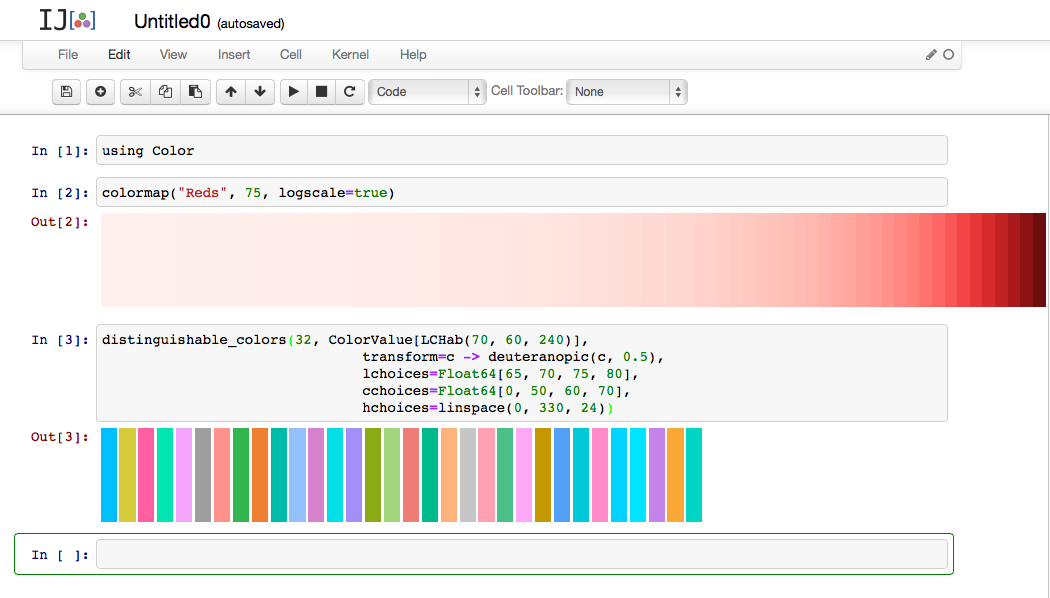 IJ[ ]
Untitled0 (autosaved)
File Edit View Insert Cell Kernel Help
Code Cell Toolbar: None
In [1]: using Color
In [2]: colormap("Reds", 75, logscale=true)
Out[2]:
In [3]: distinguishable_colors(32, ColorValue[LCHab(70, 60, 240)],
transform=c -> deuteranopic(c, 0.5),
lchoices=Float64[65, 70, 75, 80],
cchoices=Float64[0, 50, 60, 70],
hchoices=linspace(0, 330, 24))
Out[3]:
In [ ]: